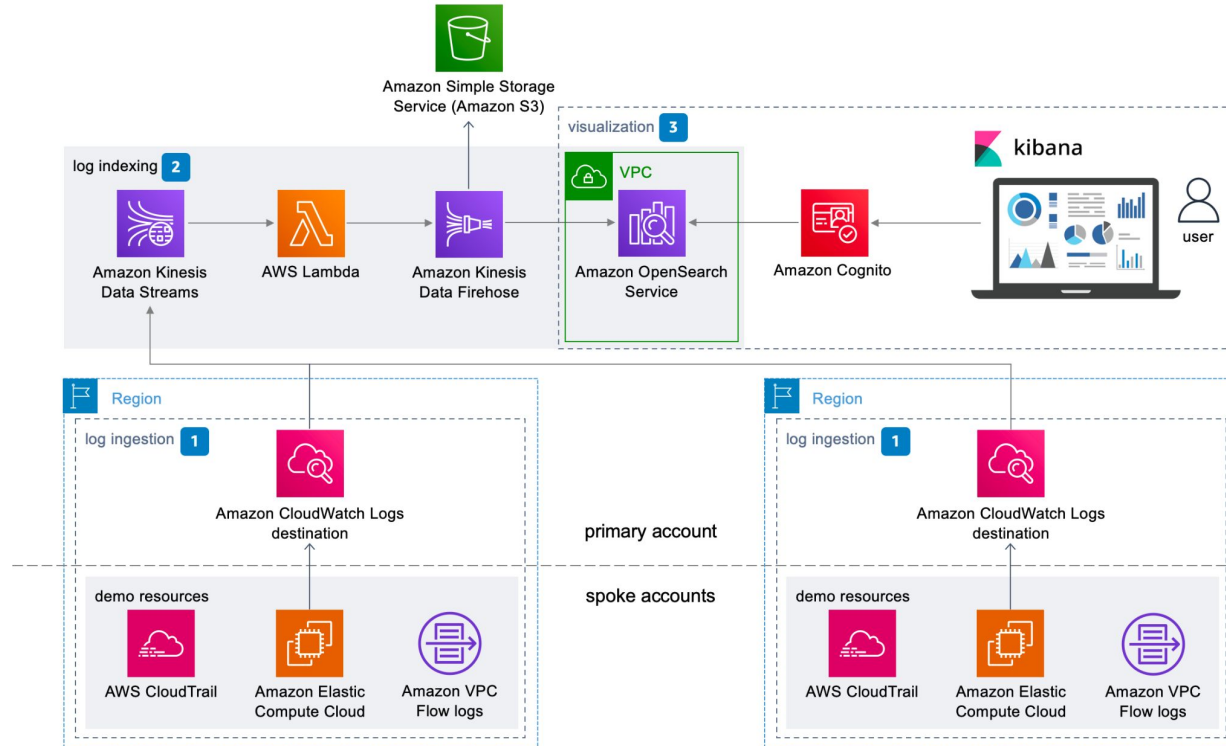 Amazon Simple Storage
Service (Amazon S3)
visualization 3
kibana
user
log indexing 2
VPC
Amazon Kinesis
Data Streams
AWS Lambda
Amazon Kinesis
Data Firehose
Amazon OpenSearch
Service
Amazon Cognito
Region
log ingestion 1
Amazon CloudWatch Logs
destination
Region
log ingestion 1
Amazon CloudWatch Logs
destination
primary account
spoke accounts
demo resources
AWS CloudTrail
Amazon Elastic
Compute Cloud
Amazon VPC
Flow logs
demo resources
AWS CloudTrail
Amazon Elastic
Compute Cloud
Amazon VPC
Flow logs